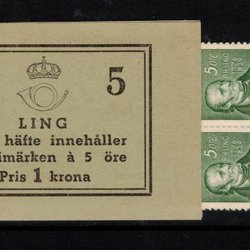 5
LING
häfte innehåller
imärken à 5 öre
Pris 1 krona
5 ÖRE
5 ÖRE